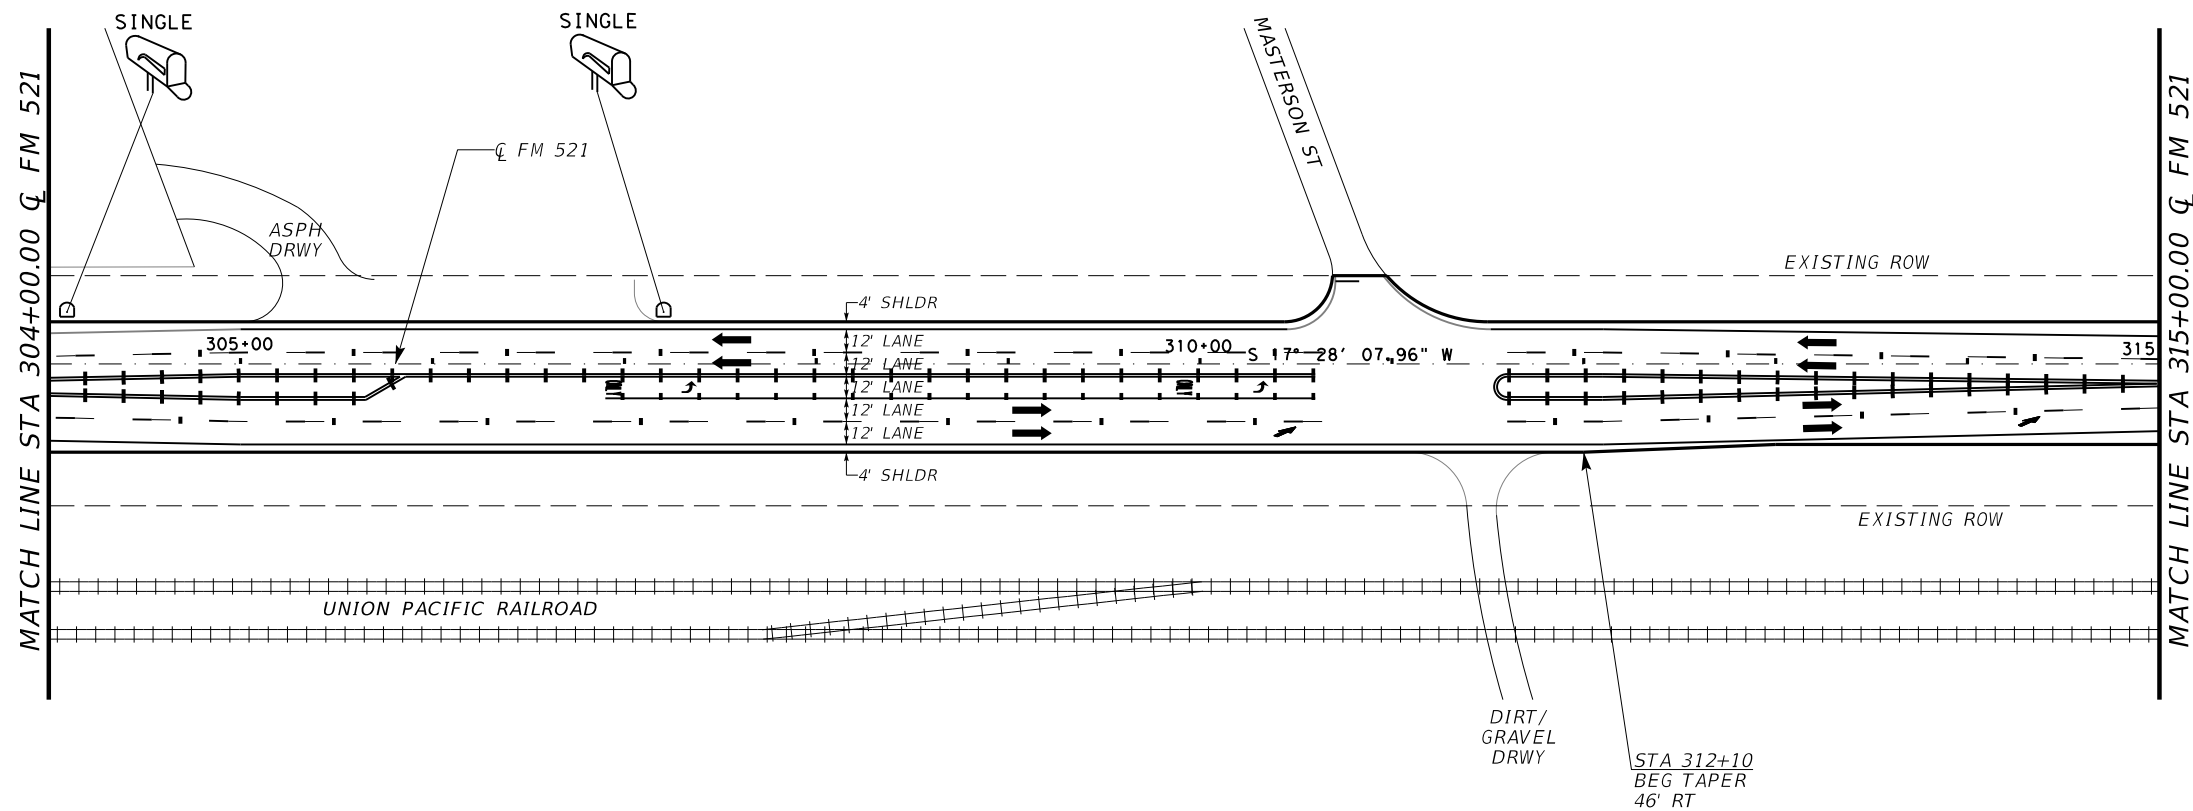 SINGLE
SINGLE
MASTERSON ST
℄ FM 521
ASPH
DRWY
EXISTING ROW
4' SHLDR
12' LANE
305+00
310+00
S 17° 28' 07.96" W
315
12' LANE
12' LANE
12' LANE
12' LANE
4' SHLDR
EXISTING ROW
UNION PACIFIC RAILROAD
DIRT/
GRAVEL
DRWY
STA 312+10
BEG TAPER
46' RT
MATCH LINE STA 304+00.00 ℄ FM 521
MATCH LINE STA 315+00.00 ℄ FM 521